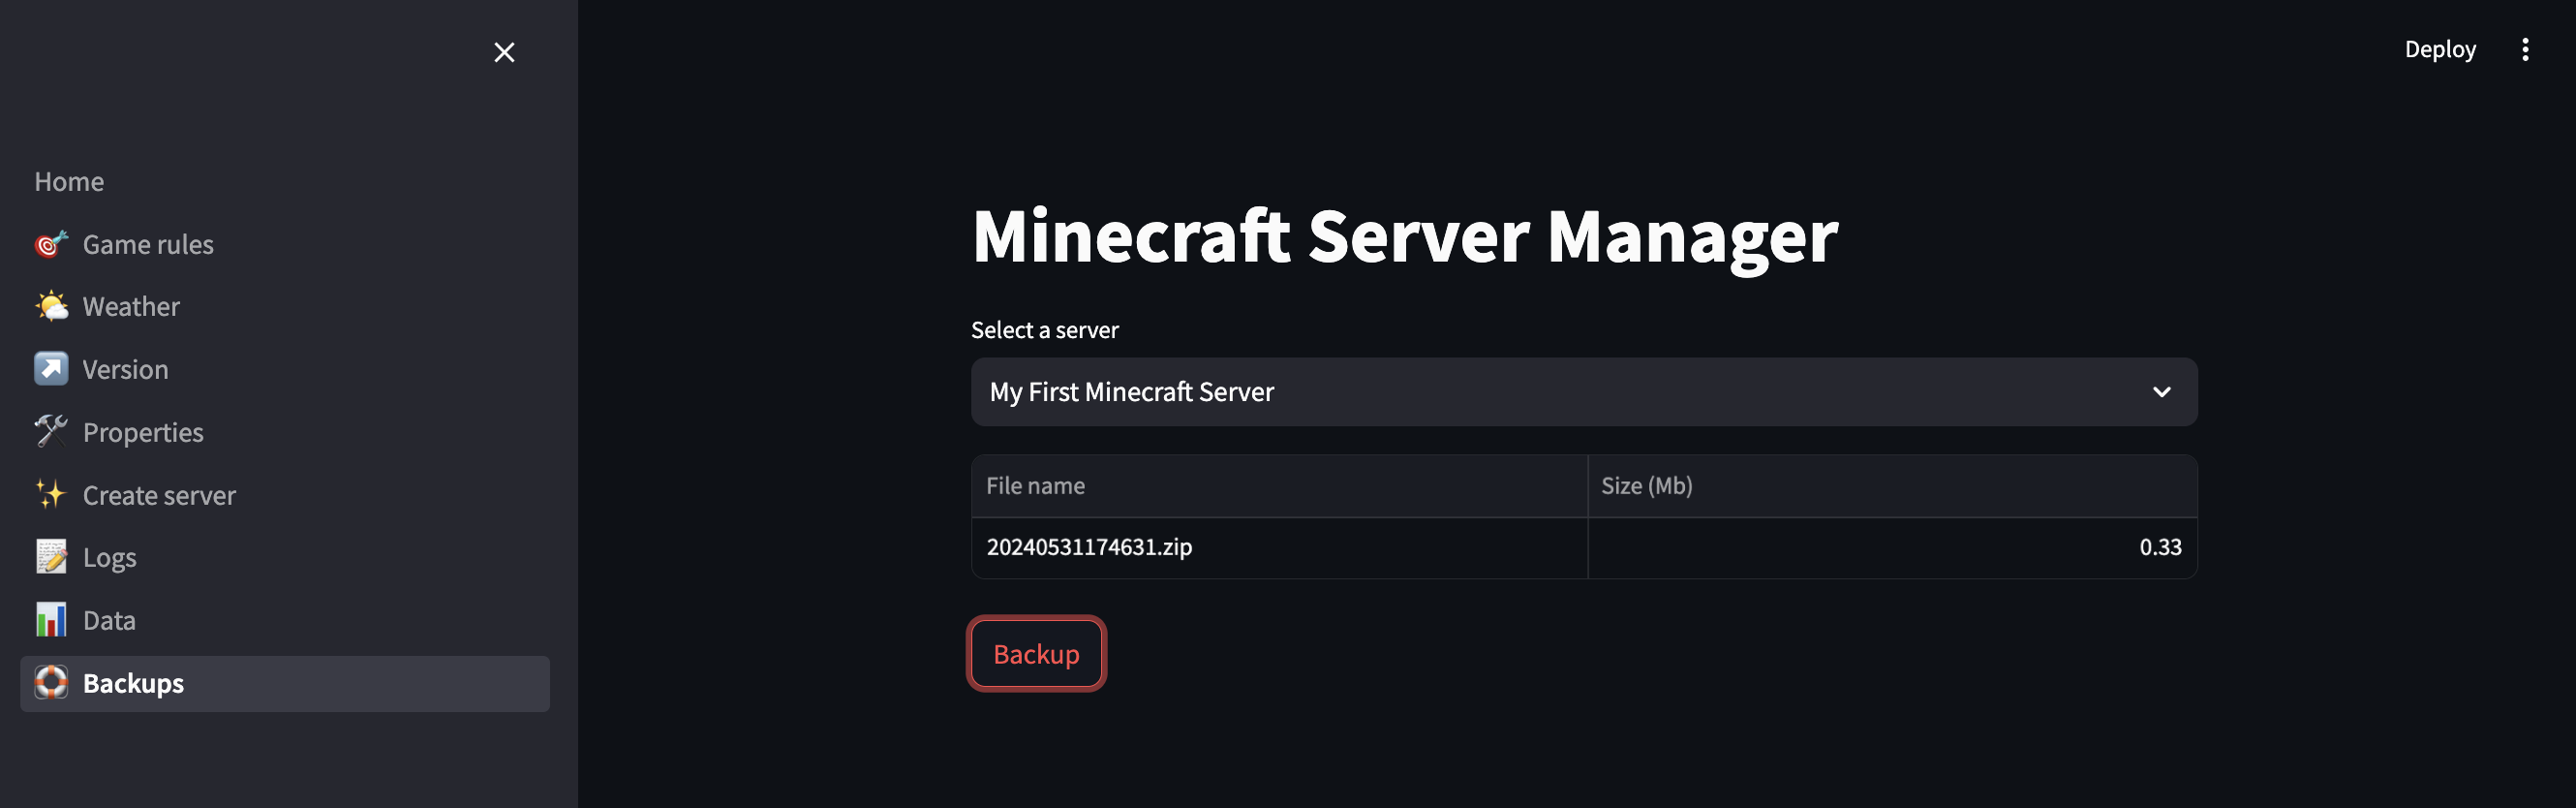 Deploy
Home
Game rules
Weather
Version
Properties
Create server
Logs
Data
Backups
Minecraft Server Manager
Select a server
My First Minecraft Server
File name
Size (Mb)
20240531174631.zip
0.33
Backup